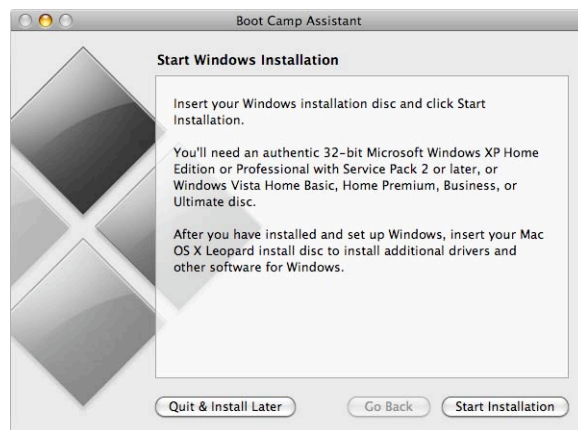 Boot Camp Assistant
Start Windows Installation
Insert your Windows installation disc and click Start
Installation.
You'll need an authentic 32-bit Microsoft Windows XP Home
Edition or Professional with Service Pack 2 or later, or
Windows Vista Home Basic, Home Premium, Business, or
Ultimate disc.
After you have installed and set up Windows, insert your Mac
OS X Leopard install disc to install additional drivers and
other software for Windows.
Quit & Install Later
Go Back
Start Installation